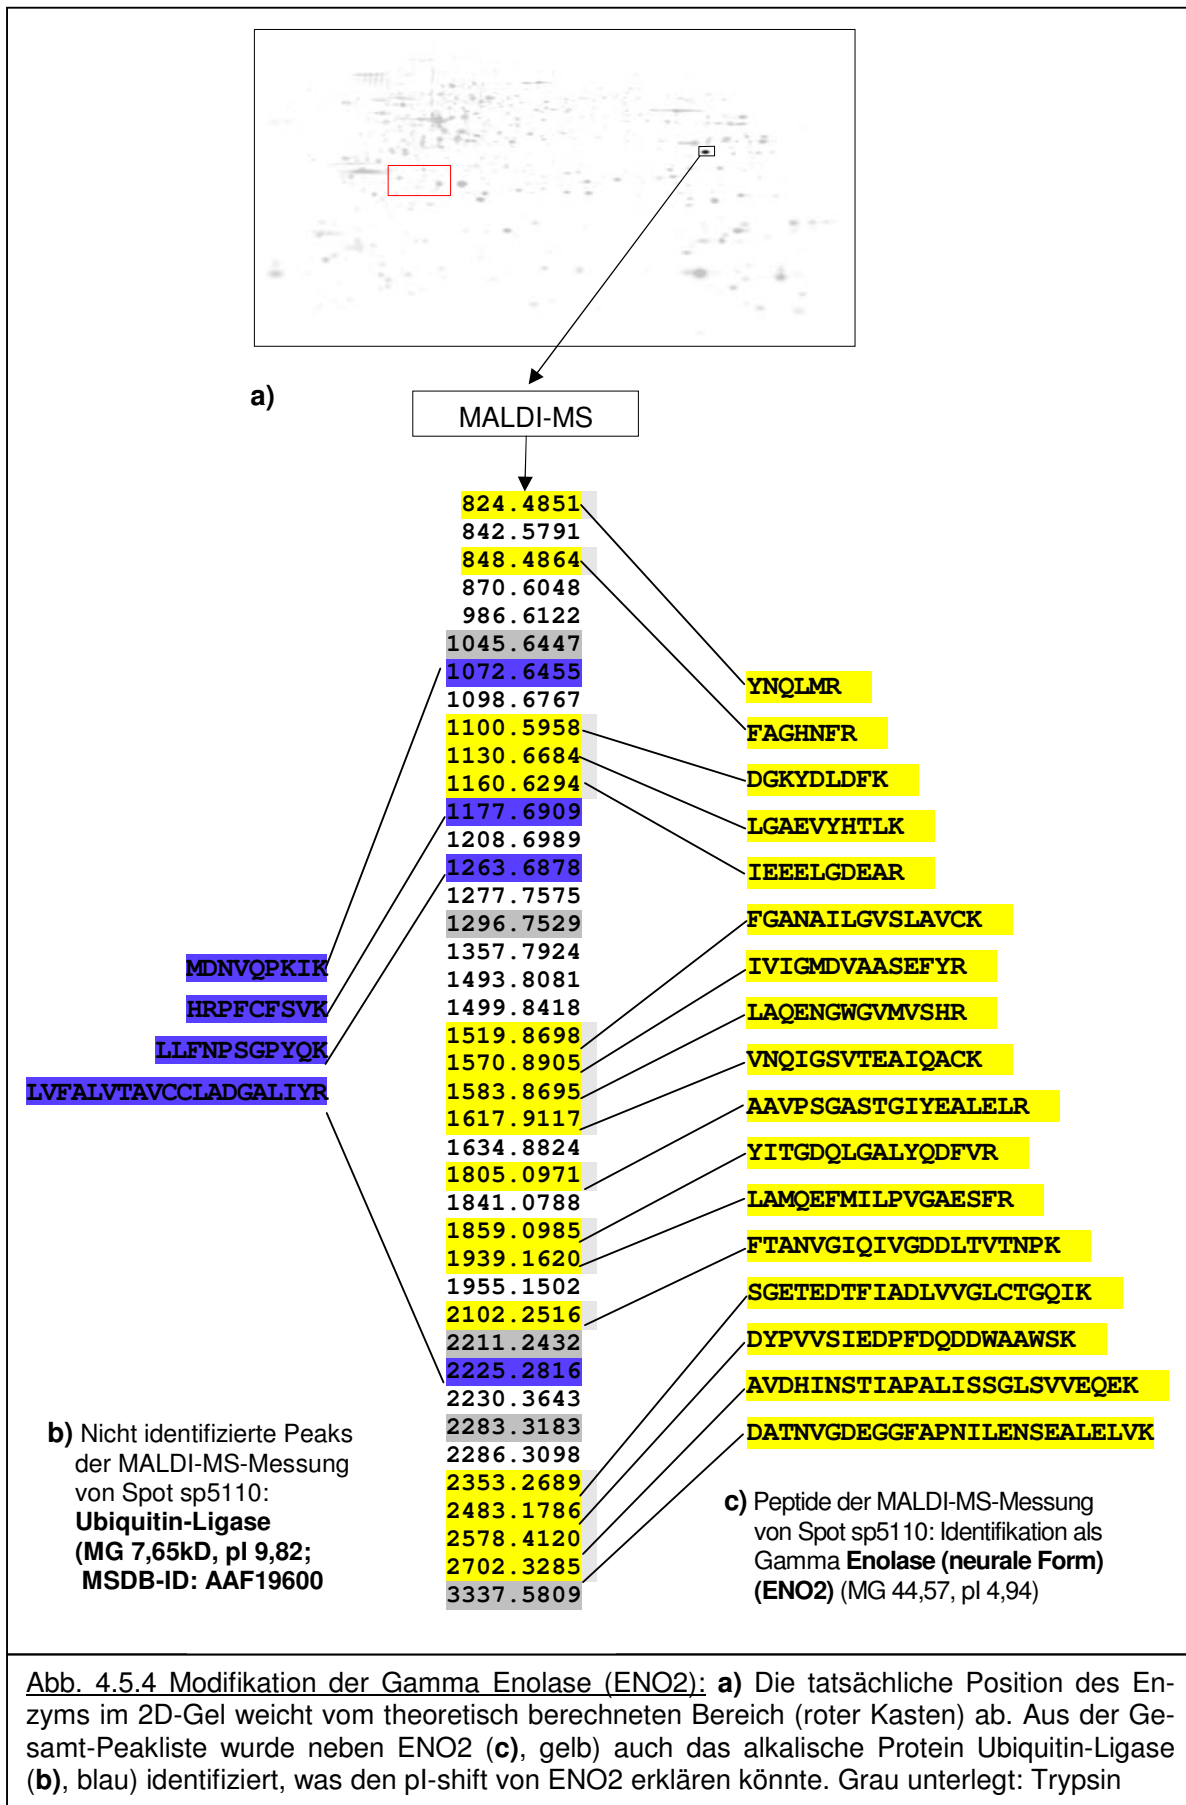 a)
MALDI-MS
824.4851
842.5791
848.4864
870.6048
986.6122
1045.6447
1072.6455
1098.6767
1100.5958
1130.6684
1160.6294
1177.6909
1208.6989
1263.6878
1277.7575
1296.7529
1357.7924
1493.8081
1499.8418
1519.8698
1570.8905
1583.8695
1617.9117
1634.8824
1805.0971
1841.0788
1859.0985
1939.1620
1955.1502
2102.2516
2211.2432
2225.2816
2230.3643
2283.3183
2286.3098
2353.2689
2483.1786
2578.4120
2702.3285
3337.5809
MDNVQPKIK
HRPFCFSVK
LLFNPSGPYQK
LVFALVTAVCCLADGALIYR
YNQLMR
FAGHNFR
DGKYDLDFK
LGAEVYHTLK
IEEELGDEAR
FGANAILGVSLAVCK
IVIGMDVAASEFYR
LAQENGWGVMVSHR
VNQIGSVTEAIQACK
AAVPSGASTGIYEALELR
YITGDQLGALYQDFVR
LAMQEFMILPVGAESFR
FTANVGIQIVGDDLTVTNPK
SGETEDTFIADLVVGLCTGQIK
DYPVVSIEDPFDQDDWAAWSK
AVDHINSTIAPALISSGLSVVEQEK
DATNVGDEGGFAPNILENSEALELVK
b) Nicht identifizierte Peaks
der MALDI-MS-Messung
von Spot sp5110:
Ubiquitin-Ligase
(MG 7,65kD, pI 9,82;
MSDB-ID: AAF19600
c) Peptide der MALDI-MS-Messung
von Spot sp5110: Identifikation als
Gamma Enolase (neurale Form)
(ENO2) (MG 44,57, pI 4,94)
Abb. 4.5.4 Modifikation der Gamma Enolase (ENO2): a) Die tatsächliche Position des En-
zyms im 2D-Gel weicht vom theoretisch berechneten Bereich (roter Kasten) ab. Aus der Ge-
samt-Peakliste wurde neben ENO2 (c), gelb) auch das alkalische Protein Ubiquitin-Ligase
(b), blau) identifiziert, was den pI-shift von ENO2 erklären könnte. Grau unterlegt: Trypsin